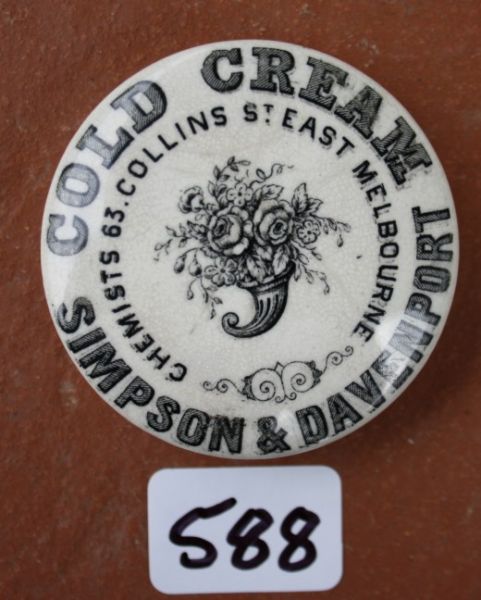 COLD CREAM
CHEMISTS 63. COLLINS ST EAST MELBOURNE
SIMPSON & DAVENPORT
588